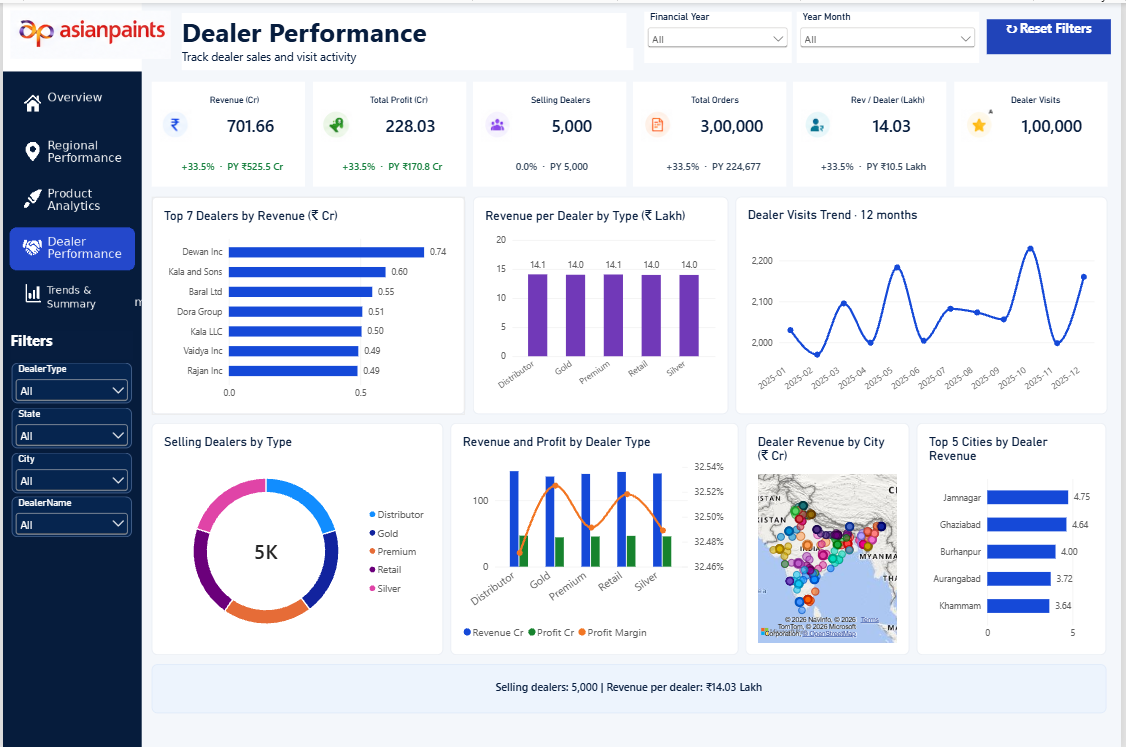 asianpaints
Dealer Performance
Track dealer sales and visit activity
Financial Year
All
Year Month
All
↻ Reset Filters
Overview
Regional
Performance
Product
Analytics
Dealer
Performance
Trends &
Summary
Filters
DealerType
All
State
All
City
All
DealerName
All
Revenue (Cr)
₹
701.66
+33.5% · PY ₹525.5 Cr
Total Profit (Cr)
228.03
+33.5% · PY ₹170.8 Cr
Selling Dealers
5,000
0.0% · PY 5,000
Total Orders
3,00,000
+33.5% · PY 224,677
Rev / Dealer (Lakh)
14.03
+33.5% · PY ₹10.5 Lakh
Dealer Visits
1,00,000
Top 7 Dealers by Revenue (₹ Cr)
Dewan Inc 0.74
Kala and Sons 0.60
Baral Ltd 0.55
Dora Group 0.51
Kala LLC 0.50
Vaidya Inc 0.49
Rajan Inc 0.49
0.0 0.5
Revenue per Dealer by Type (₹ Lakh)
20
15
10
5
0
14.1 14.0 14.1 14.0 14.0
Distributor Gold Premium Retail Silver
Dealer Visits Trend · 12 months
2,200
2,100
2,000
2025-01 2025-02 2025-03 2025-04 2025-05 2025-06 2025-07 2025-08 2025-09 2025-10 2025-11 2025-12
Selling Dealers by Type
5K
Distributor
Gold
Premium
Retail
Silver
Revenue and Profit by Dealer Type
100
0
32.54%
32.52%
32.50%
32.48%
32.46%
Distributor Gold Premium Retail Silver
Revenue Cr Profit Cr Profit Margin
Dealer Revenue by City
(₹ Cr)
STAN
KISTAN
INDIA
MYANMA
THA
© 2026 NavInfo, © 2026 Terms
TomTom, © 2026 Microsoft
Corporation, © OpenStreetMap
Top 5 Cities by Dealer
Revenue
Jamnagar 4.75
Ghaziabad 4.64
Burhanpur 4.00
Aurangabad 3.72
Khammam 3.64
0 5
Selling dealers: 5,000 | Revenue per dealer: ₹14.03 Lakh